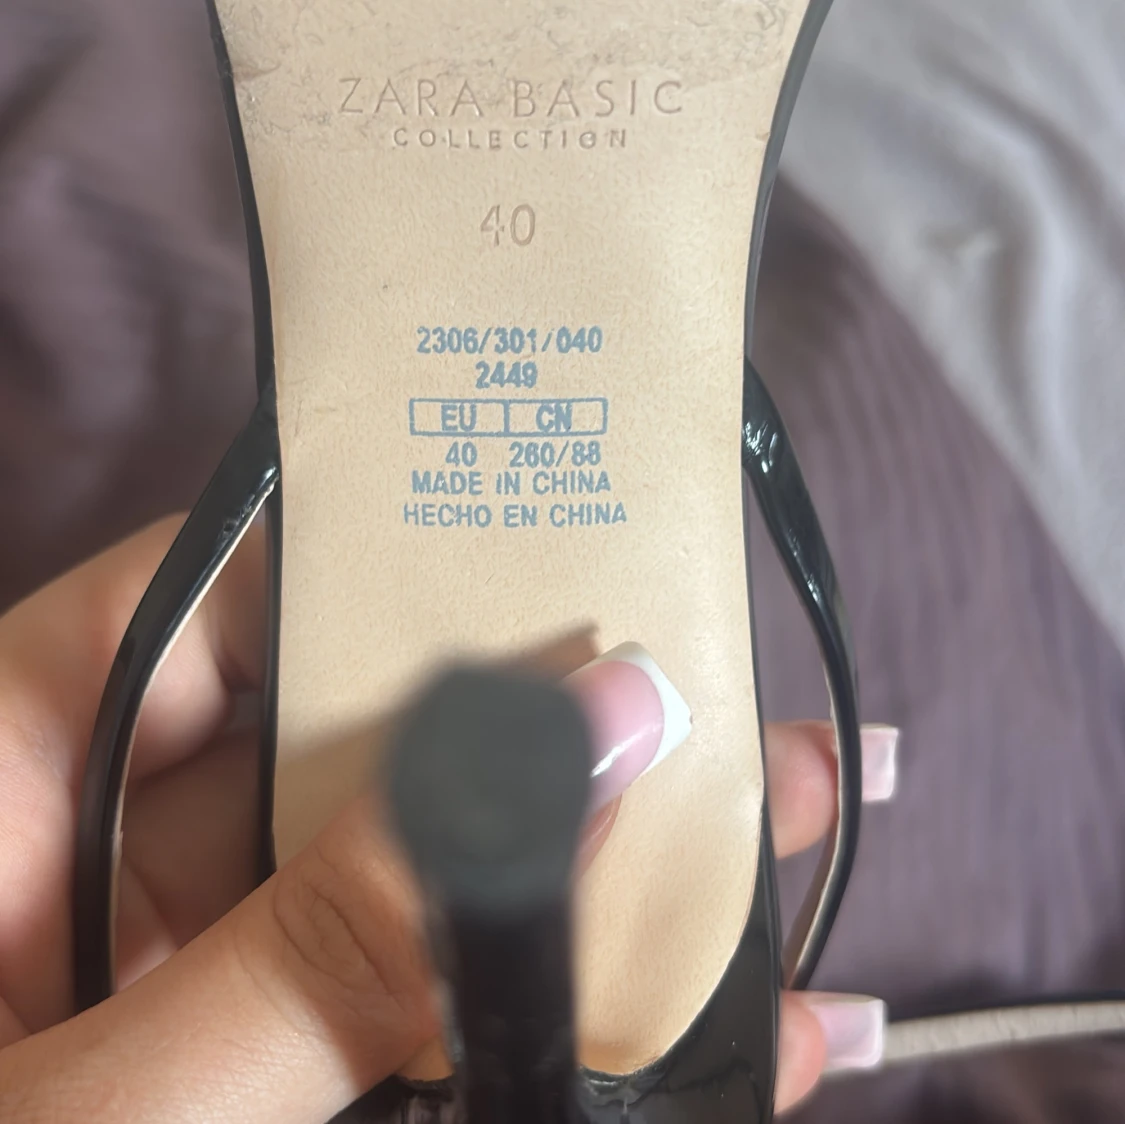 ZARA BASIC
COLLECTION
40
2306/301/040
2449
EU CN
40 260/88
MADE IN CHINA
HECHO EN CHINA